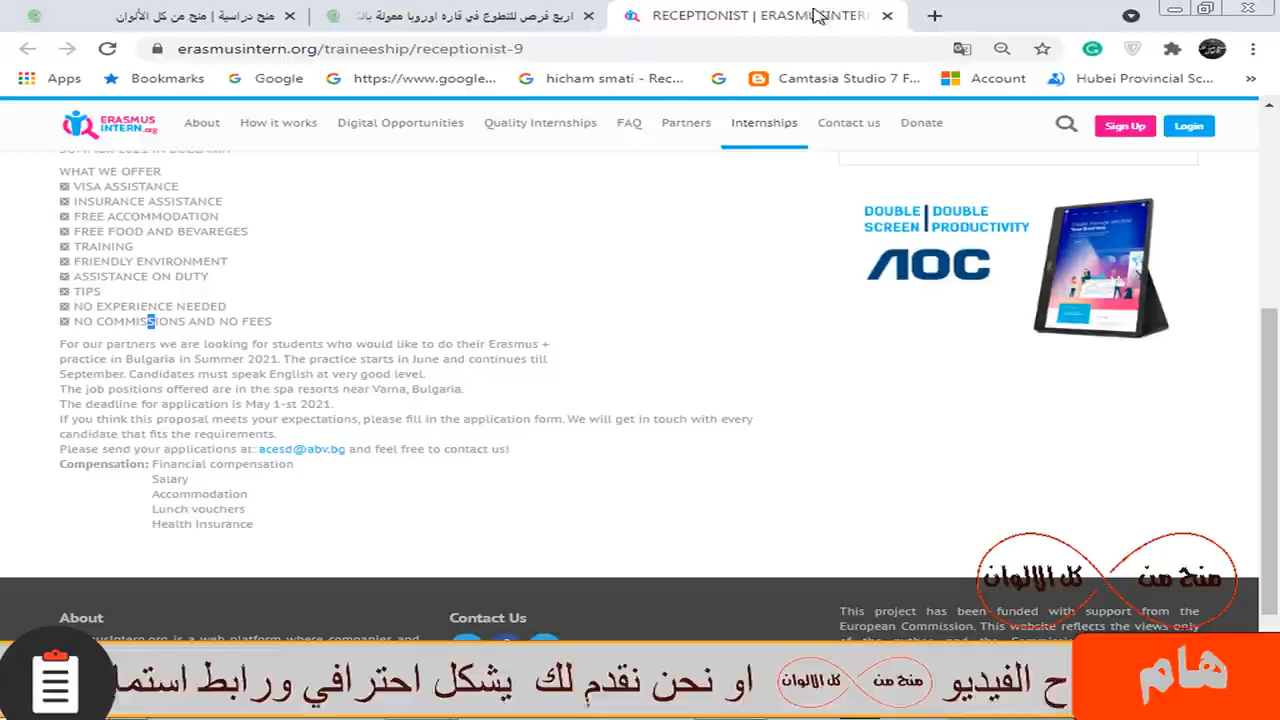 منح دراسية | منح من كل الألوان
اربع فرص للتطوع في قاره اوروبا ممولة بالك
RECEPTIONIST | ERASMUSINTERN
erasmusintern.org/traineeship/receptionist-9
Apps
Bookmarks
Google
https://www.google...
hicham smati - Rec...
Camtasia Studio 7 F...
Account
Hubei Provincial Sc...
»
ERASMUS
INTERN.org
About
How it works
Digital Opportunities
Quality Internships
FAQ
Partners
Internships
Contact us
Donate
Sign Up
Login
SUMMER 2021 IN BULGARIA
WHAT WE OFFER
VISA ASSISTANCE
INSURANCE ASSISTANCE
FREE ACCOMMODATION
FREE FOOD AND BEVAREGES
TRAINING
FRIENDLY ENVIRONMENT
ASSISTANCE ON DUTY
TIPS
NO EXPERIENCE NEEDED
NO COMMISSIONS AND NO FEES
For our partners we are looking for students who would like to do their Erasmus +
practice in Bulgaria in Summer 2021. The practice starts in June and continues till
September. Candidates must speak English at very good level.
The job positions offered are in the spa resorts near Varna, Bulgaria.
The deadline for application is May 1-st 2021.
If you think this proposal meets your expectations, please fill in the application form. We will get in touch with every
candidate that fits the requirements.
Please send your applications at: acesd@abv.bg and feel free to contact us!
Compensation: Financial compensation
Salary
Accommodation
Lunch vouchers
Health Insurance
DOUBLE SCREEN | DOUBLE PRODUCTIVITY
AOC
منح من كل الالوان
About
Contact Us
This project has been funded with support from the
European Commission. This website reflects the views only
ح الفيديو منح من كل الالوان او نحن نقدم لك يشكل احترافي ورابط استما
هام